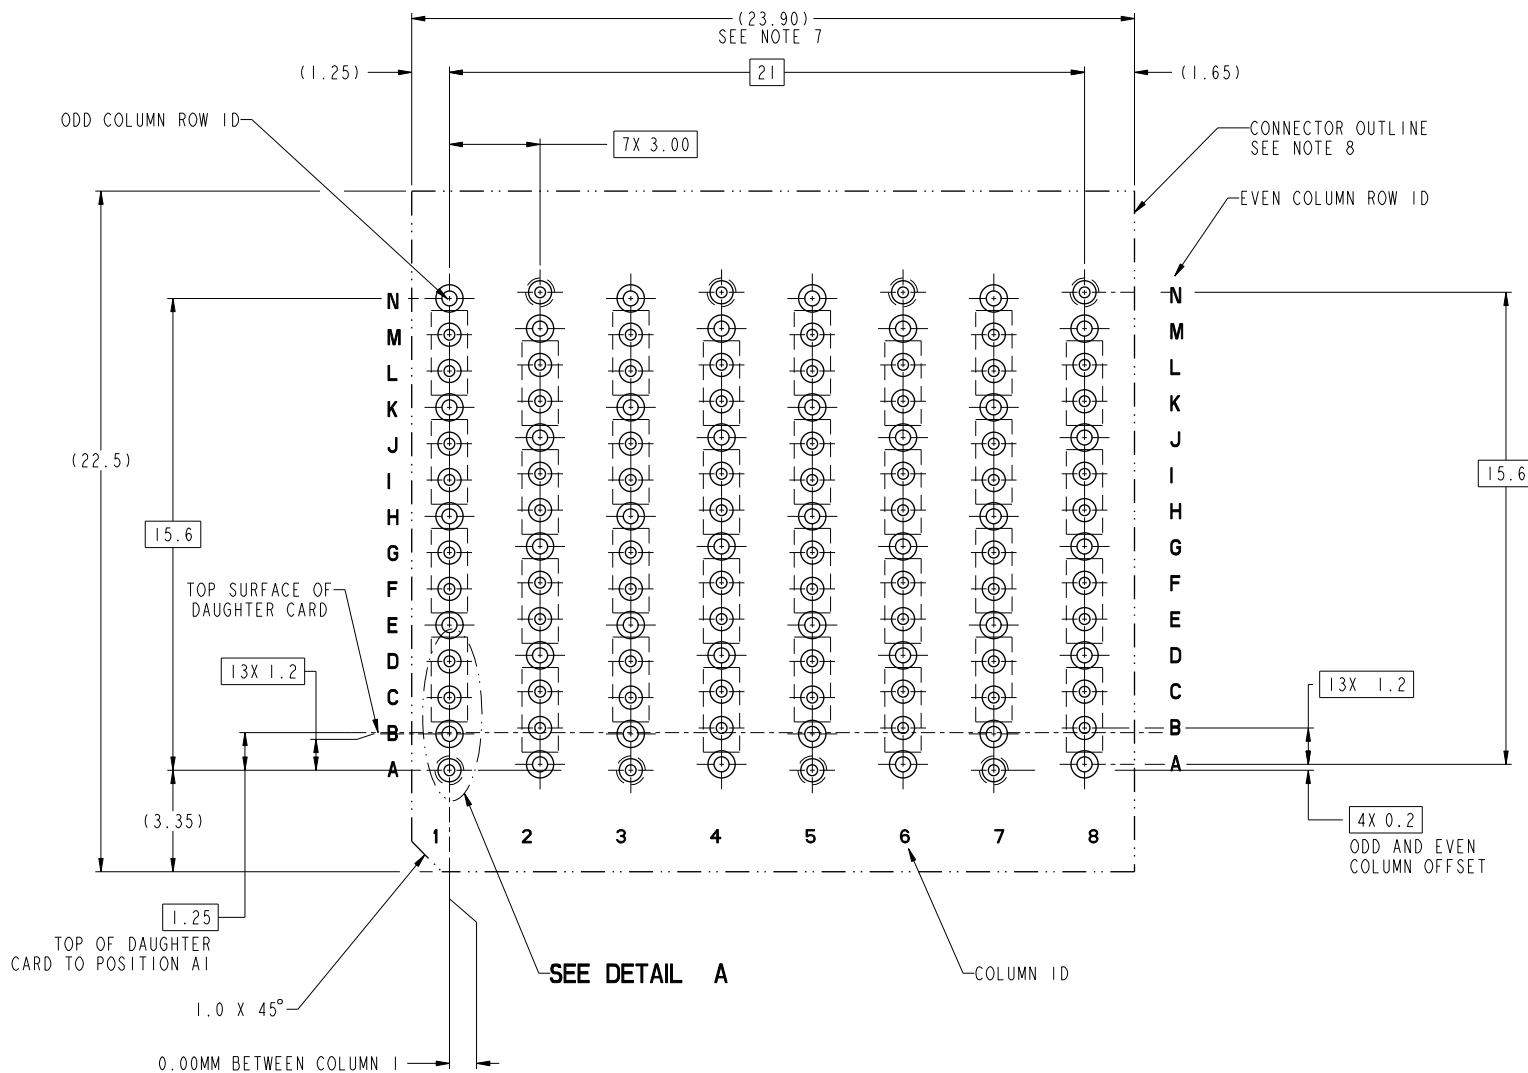 (23.90)
SEE NOTE 7
(1.25)
21
(1.65)
ODD COLUMN ROW ID
7X 3.00
CONNECTOR OUTLINE
SEE NOTE 8
EVEN COLUMN ROW ID
N N
M M
L L
K K
J J
(22.5)
I I
15.6
H H
15.6
G G
F F
TOP SURFACE OF
DAUGHTER CARD
E E
D D
13X 1.2
C C
13X 1.2
B B
A A
(3.35)
1 2 3 4 5 6 7 8
4X 0.2
ODD AND EVEN
COLUMN OFFSET
1.25
TOP OF DAUGHTER
CARD TO POSITION A1
SEE DETAIL A
COLUMN ID
1.0 X 45°
0.00MM BETWEEN COLUMN 1